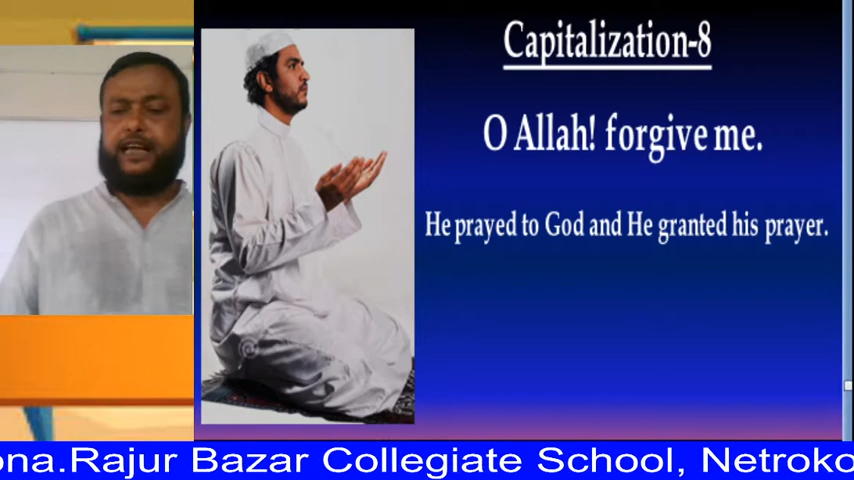 Capitalization-8
O Allah! forgive me.
He prayed to God and He granted his prayer.
ona.Rajur Bazar Collegiate School, Netroko